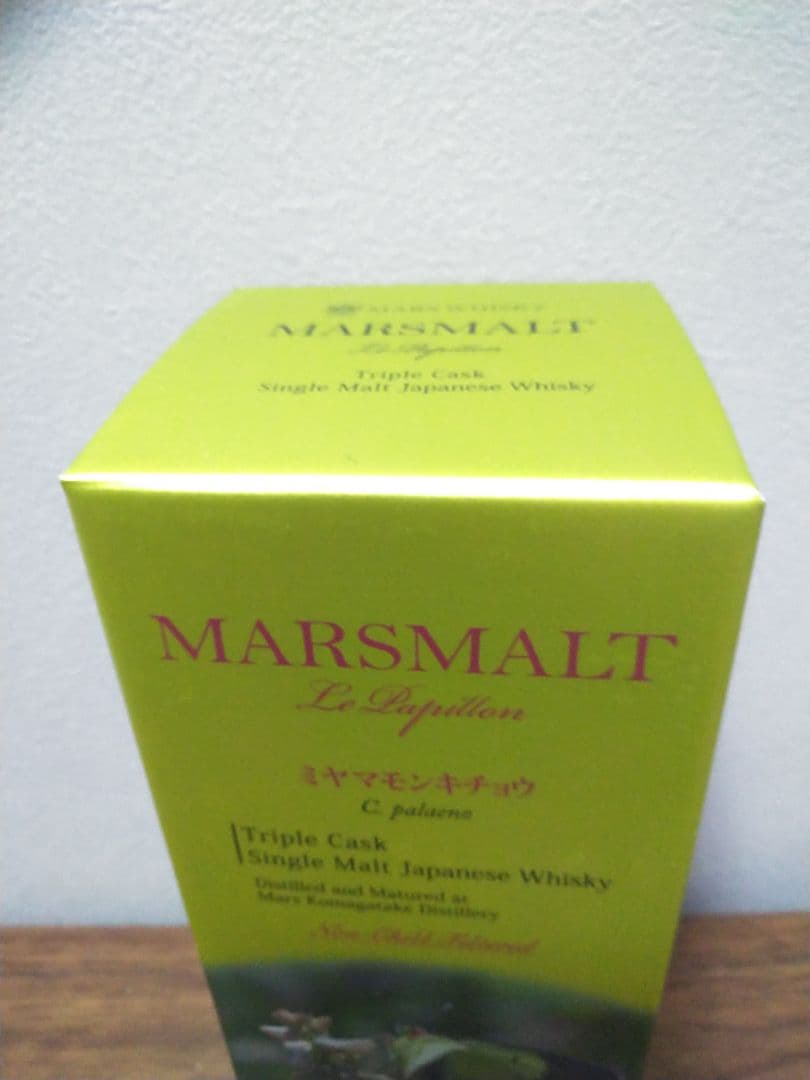 MARS WHISKY
MARSMALT
Le Papillon
Triple Cask
Single Malt Japanese Whisky
MARSMALT
Le Papillon
ミヤマモンキチョウ
C. palaeno
Triple Cask
Single Malt Japanese Whisky
Distilled and Matured at
Mars Komagatake Distillery
Non-Chill Filtered